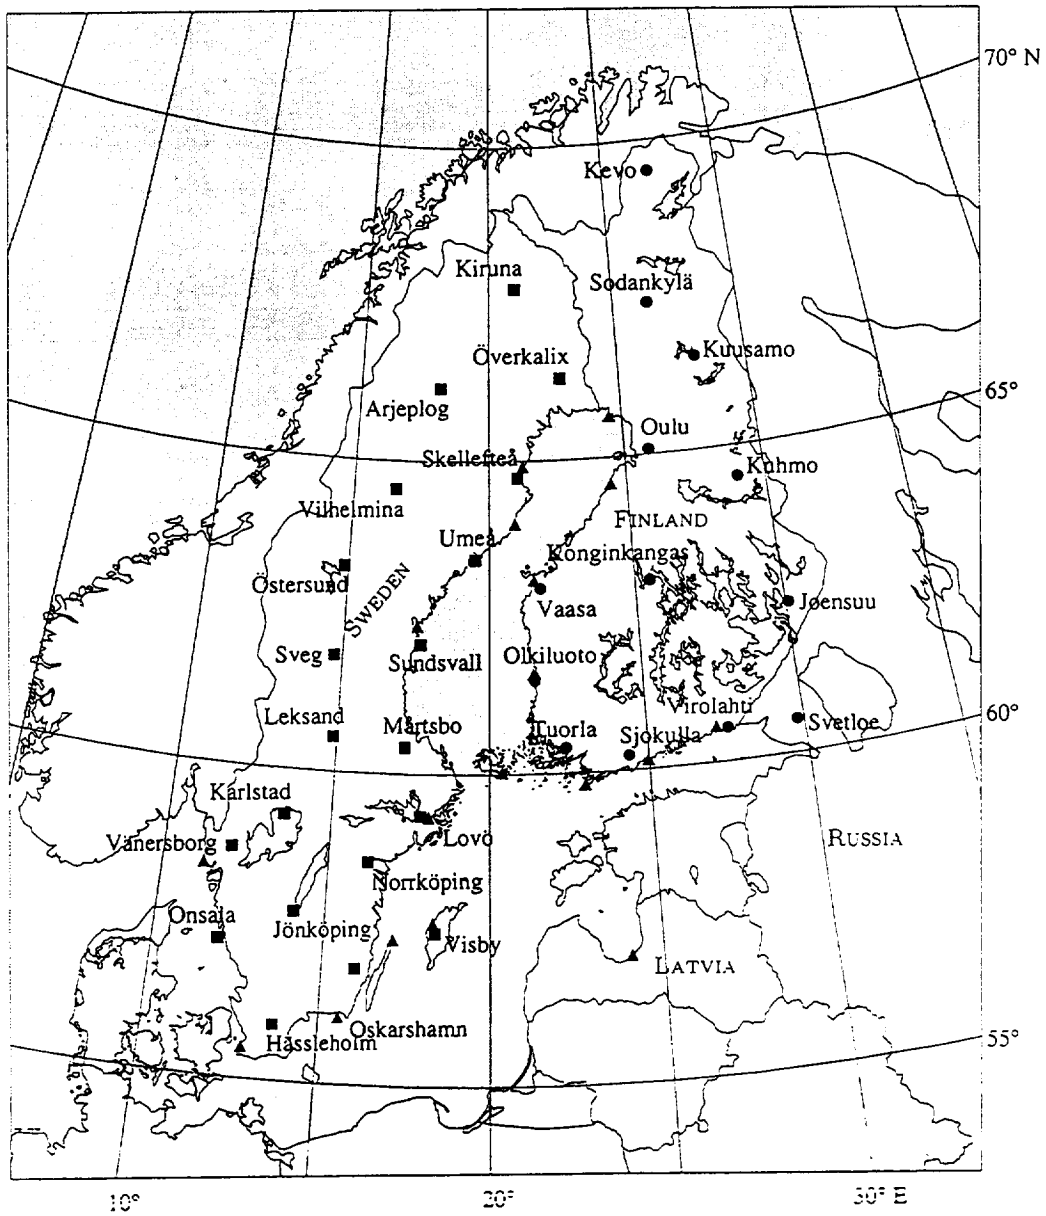 70° N
Kevo
Kiruna
Sodankylä
Kuusamo
Överkalix
65°
Arjeplog
Oulu
Skellefteå
Kuhmo
Vilhelmina
FINLAND
Umeå
Konginkangas
Östersund
SWEDEN
Vaasa
Joensuu
Sveg
Sundsvall
Olkiluoto
Virolahti
60°
Leksand
Mårtsbo
Tuorla
Sjökulla
Svetloe
Karlstad
Vänersborg
Lovö
RUSSIA
Norrköping
Onsala
Jönköping
Visby
LATVIA
Oskarshamn
Hässleholm
55°
10°
20°
30° E